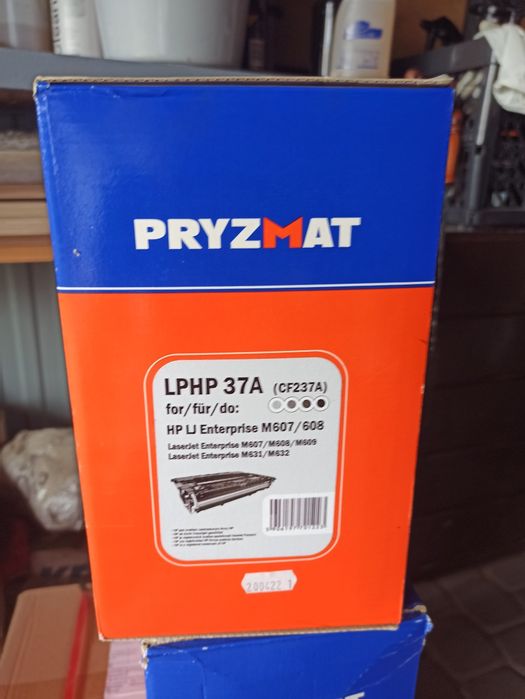 PRYZMAT
LPHP 37A (CF237A)
for/für/do:
HP LJ Enterprise M607/608
LaserJet Enterprise M607/M608/M609
LaserJet Enterprise M631/M632
200422 1